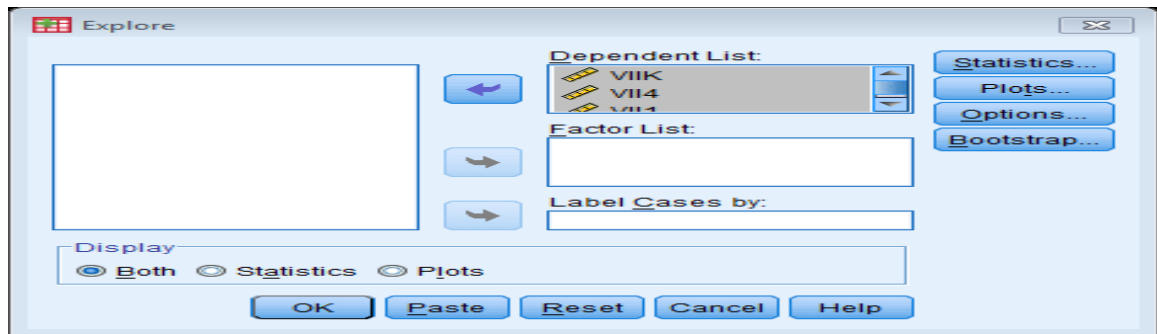 Explore
Dependent List:
VIIK
VII4
VII1
Factor List:
Label Cases by:
Statistics...
Plots...
Options...
Bootstrap...
Display
Both
Statistics
Plots
OK
Paste
Reset
Cancel
Help